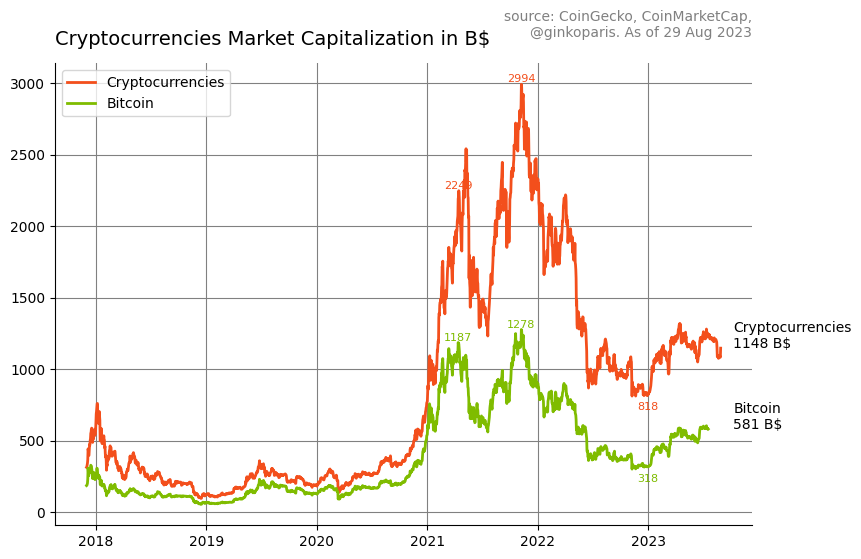 source: CoinGecko, CoinMarketCap,
@ginkoparis. As of 29 Aug 2023
Cryptocurrencies Market Capitalization in B$
Cryptocurrencies
Bitcoin
3000
2500
2000
1500
1000
500
0
2994
2249
1278
1187
818
318
Cryptocurrencies
1148 B$
Bitcoin
581 B$
2018 2019 2020 2021 2022 2023